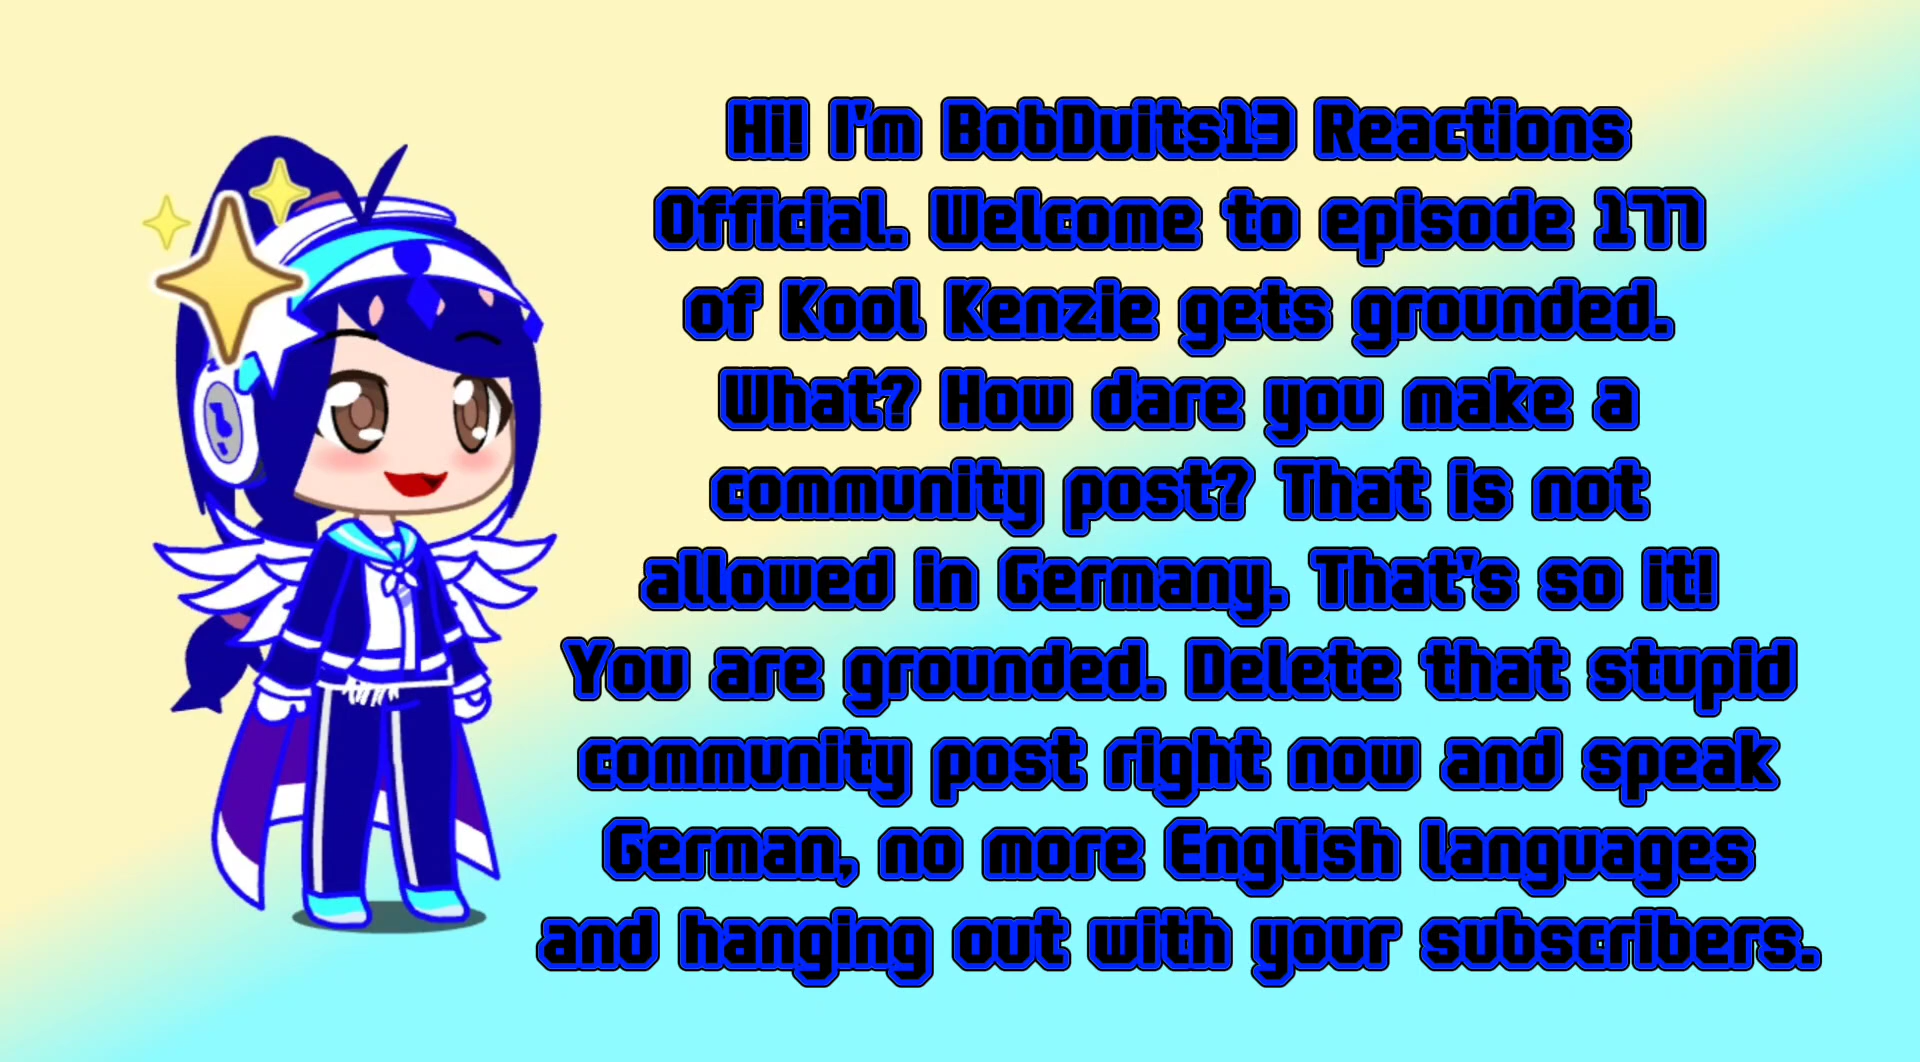 Hi! I'm BobDuits13 Reactions
Official. Welcome to episode 177
of Kool Kenzie gets grounded.
What? How dare you make a
community post? That is not
allowed in Germany. That's so it!
You are grounded. Delete that stupid
community post right now and speak
German, no more English languages
and hanging out with your subscribers.